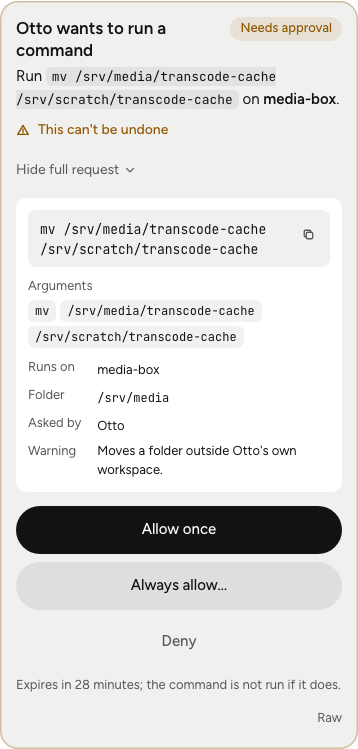 Otto wants to run a command
Needs approval
Run mv /srv/media/transcode-cache
/srv/scratch/transcode-cache on media-box.
This can't be undone
Hide full request
mv /srv/media/transcode-cache
/srv/scratch/transcode-cache
Arguments
mv /srv/media/transcode-cache
/srv/scratch/transcode-cache
Runs on media-box
Folder /srv/media
Asked by Otto
Warning Moves a folder outside Otto's own
workspace.
Allow once
Always allow...
Deny
Expires in 28 minutes; the command is not run if it does.
Raw